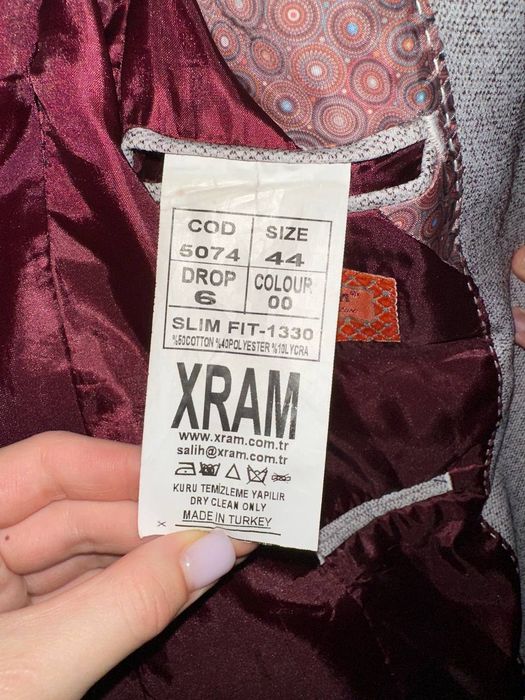 COD SIZE
5074 44
DROP COLOUR
6 00
SLIM FIT-1330
%50COTTON %40POLYESTER %10LYCRA
XRAM
www.xram.com.tr
salih@xram.com.tr
KURU TEMİZLEME YAPILIR
DRY CLEAN ONLY
MADE IN TURKEY